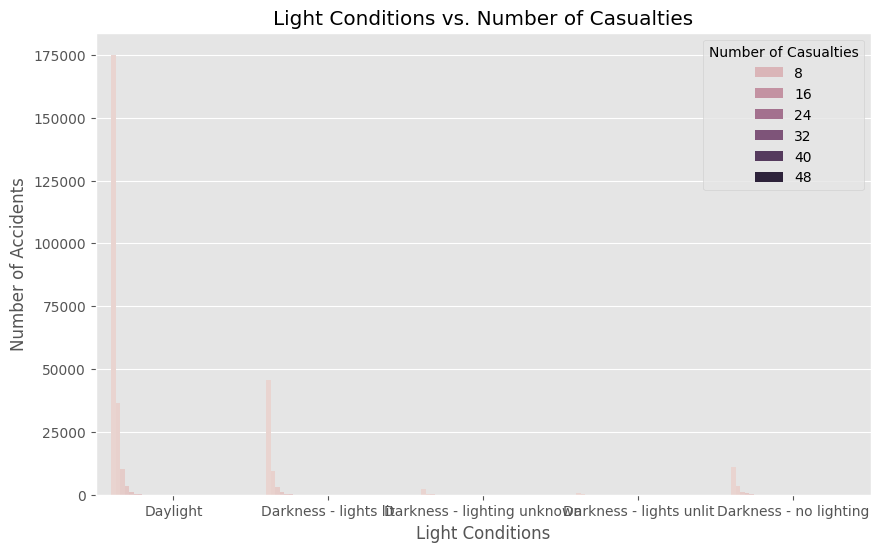 Light Conditions vs. Number of Casualties
Number of Casualties
8
16
24
32
40
48
Number of Accidents
175000
150000
125000
100000
75000
50000
25000
0
Daylight
Darkness - lights lit
Darkness - lighting unknown
Darkness - lights unlit
Darkness - no lighting
Light Conditions